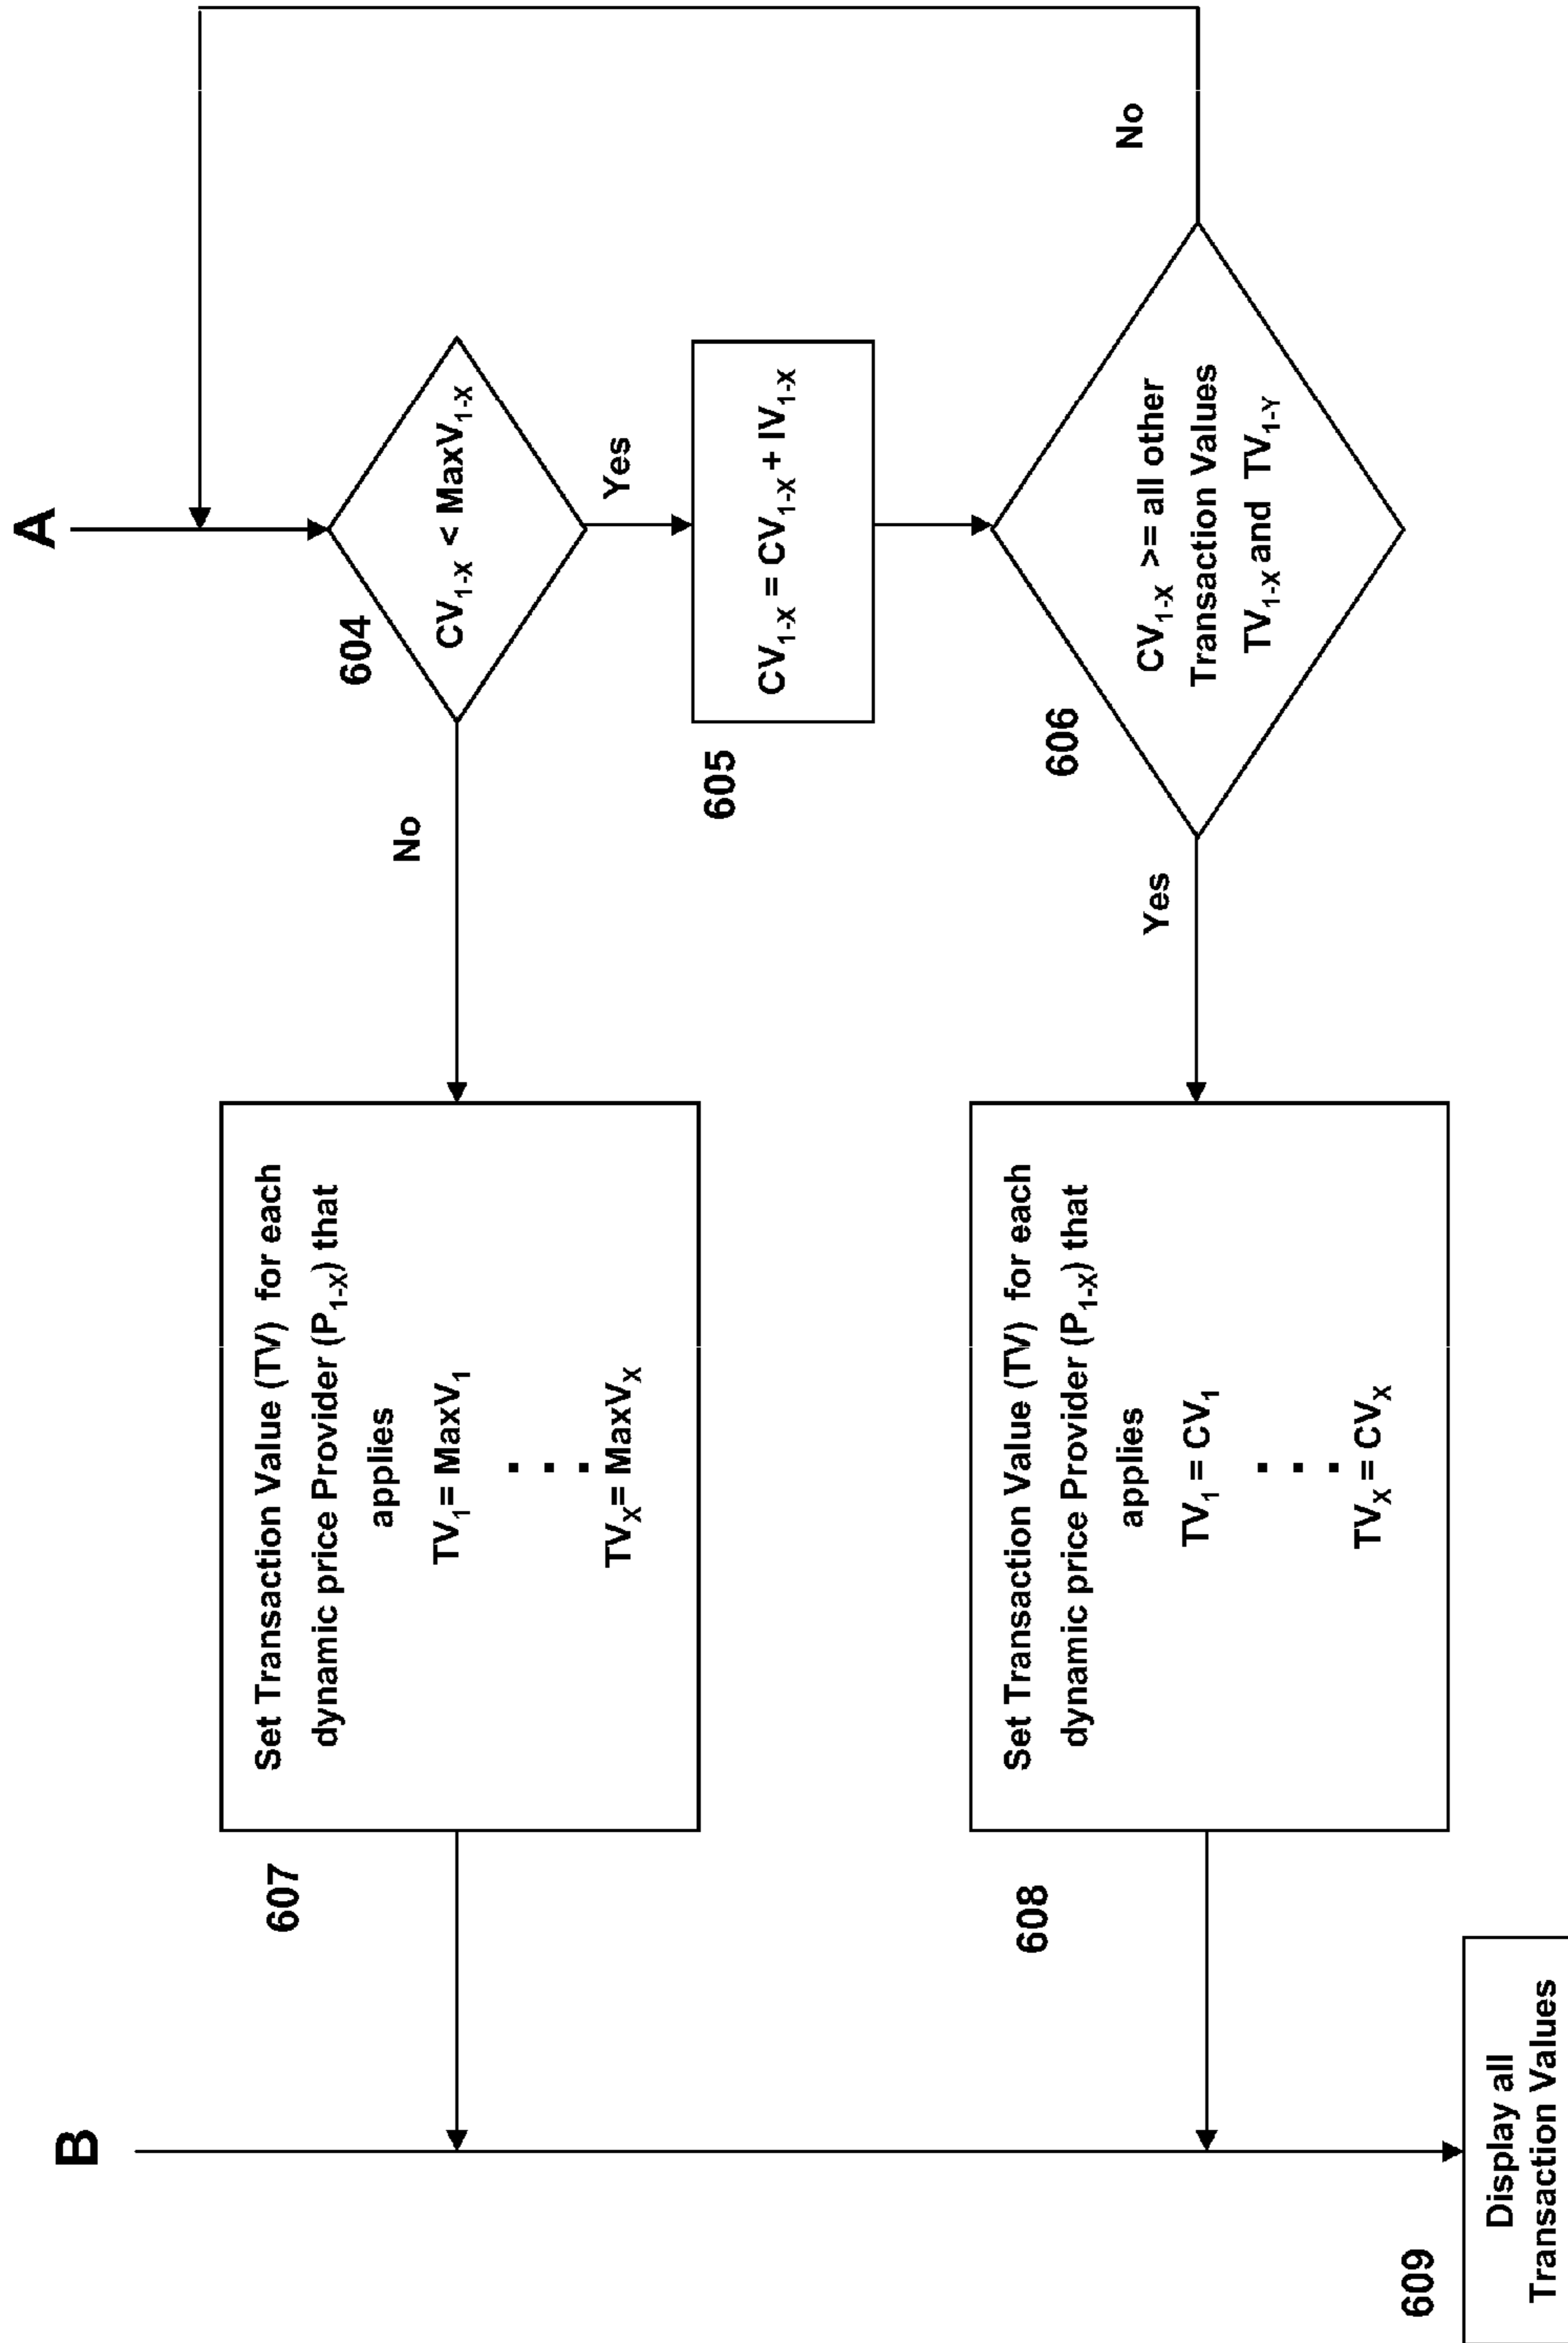 A
604
CV₁₋ₓ < MaxV₁₋ₓ
Yes
No
605
CV₁₋ₓ = CV₁₋ₓ + IV₁₋ₓ
606
CV₁₋ₓ >= all other
Transaction Values
TV₁₋ₓ and TV₁₋Y
No
Yes
607
Set Transaction Value (TV) for each
dynamic price Provider (P₁₋ₓ) that
applies
TV₁ = MaxV₁
. . .
TVₓ = MaxVₓ
608
Set Transaction Value (TV) for each
dynamic price Provider (P₁₋ₓ) that
applies
TV₁ = CV₁
. . .
TVₓ = CVₓ
B
609
Display all
Transaction Values